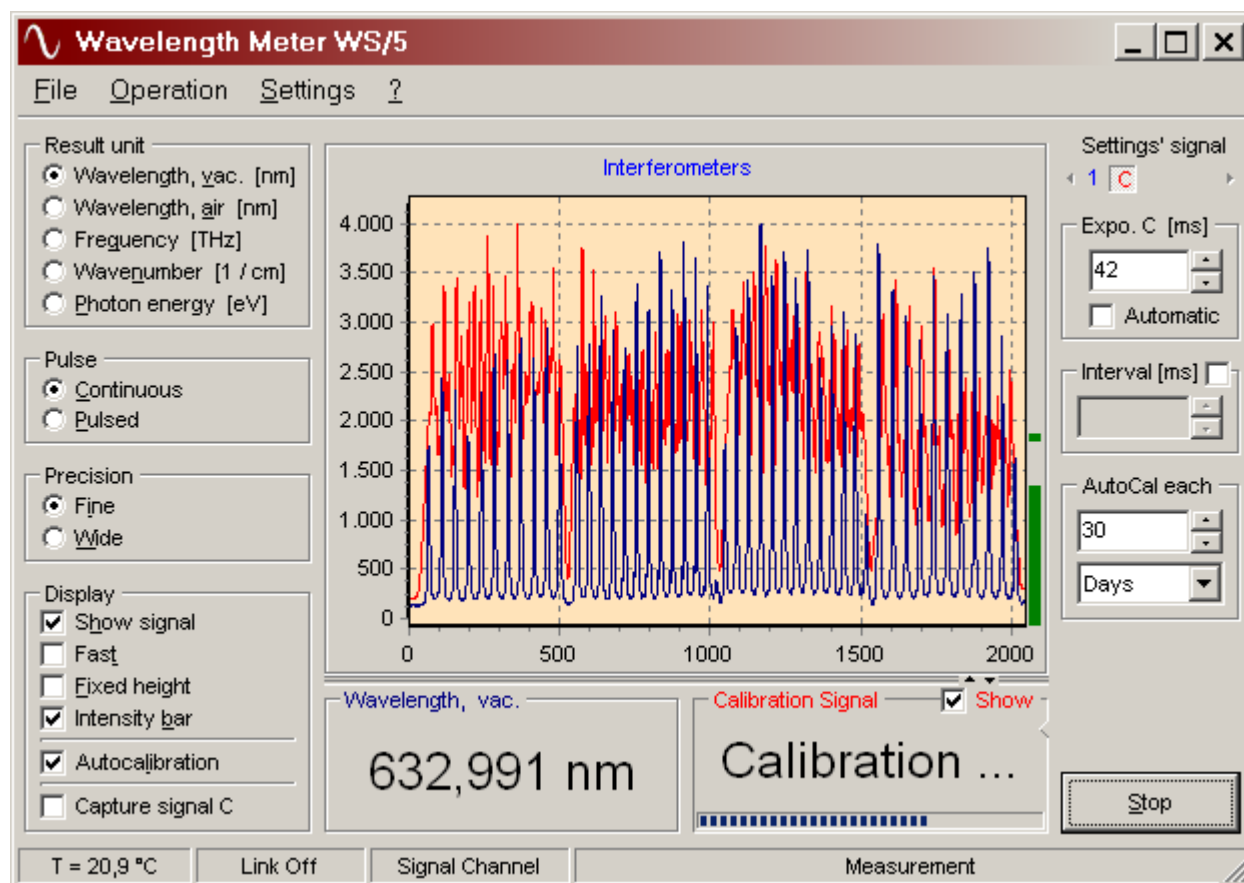 Wavelength Meter WS/5
File Operation Settings ?
Result unit
Wavelength, vac. [nm]
Wavelength, air [nm]
Frequency [THz]
Wavenumber [1 / cm]
Photon energy [eV]
Pulse
Continuous
Pulsed
Precision
Fine
Wide
Display
Show signal
Fast
Fixed height
Intensity bar
Autocalibration
Capture signal C
Interferometers
4.000
3.500
3.000
2.500
2.000
1.500
1.000
500
0
0 500 1000 1500 2000
Wavelength, vac.
632,991 nm
Calibration Signal Show
Calibration ...
Settings' signal
1 C
Expo. C [ms]
42
Automatic
Interval [ms]
AutoCal each
30
Days
Stop
T = 20,9 °C Link Off Signal Channel Measurement